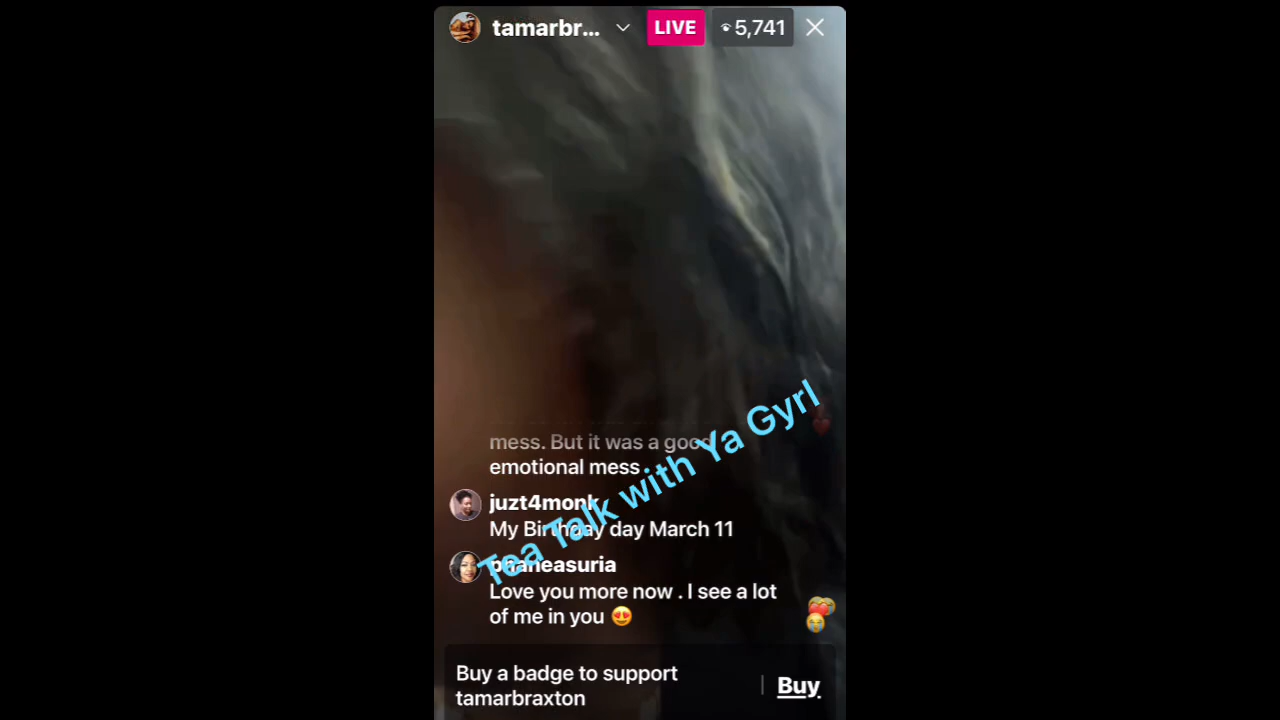 tamarbr...
LIVE
5,741
mess. But it was a good
emotional mess
juzt4monk
My Birthday day March 11
phaneasuria
Love you more now . I see a lot
of me in you 😍
Tea Talk with Ya Gyrl
Buy a badge to support
tamarbraxton
Buy